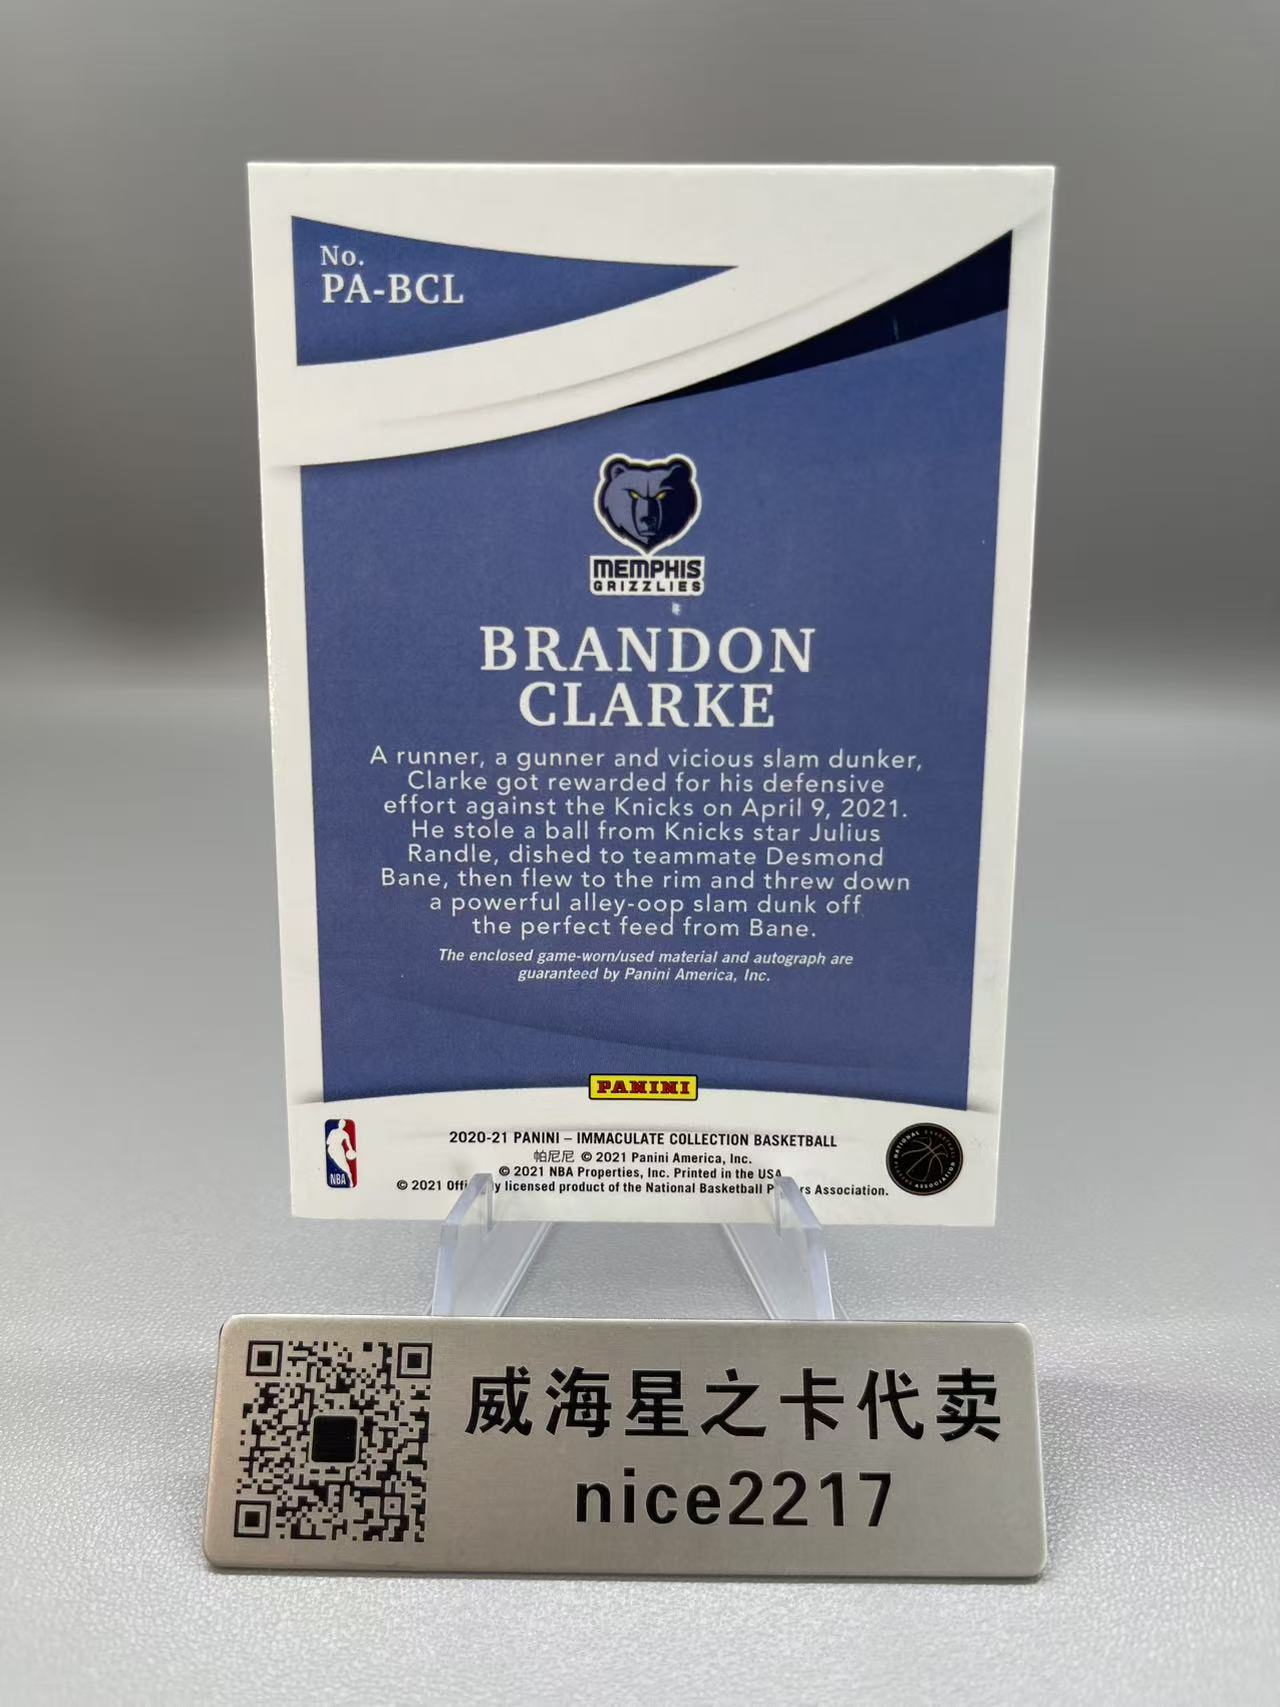 No.
PA-BCL
MEMPHIS
GRIZZLIES
BRANDON
CLARKE
A runner, a gunner and vicious slam dunker,
Clarke got rewarded for his defensive
effort against the Knicks on April 9, 2021.
He stole a ball from Knicks star Julius
Randle, dished to teammate Desmond
Bane, then flew to the rim and threw down
a powerful alley-oop slam dunk off
the perfect feed from Bane.
The enclosed game-worn/used material and autograph are
guaranteed by Panini America, Inc.
PANINI
2020-21 PANINI – IMMACULATE COLLECTION BASKETBALL
帕尼尼 © 2021 Panini America, Inc.
© 2021 NBA Properties, Inc. Printed in the USA
© 2021 licensed product of the National Basketball Association.
NBA
NATIONAL BASKETBALL PLAYERS ASSOCIATION
威海星之卡代卖
nice2217